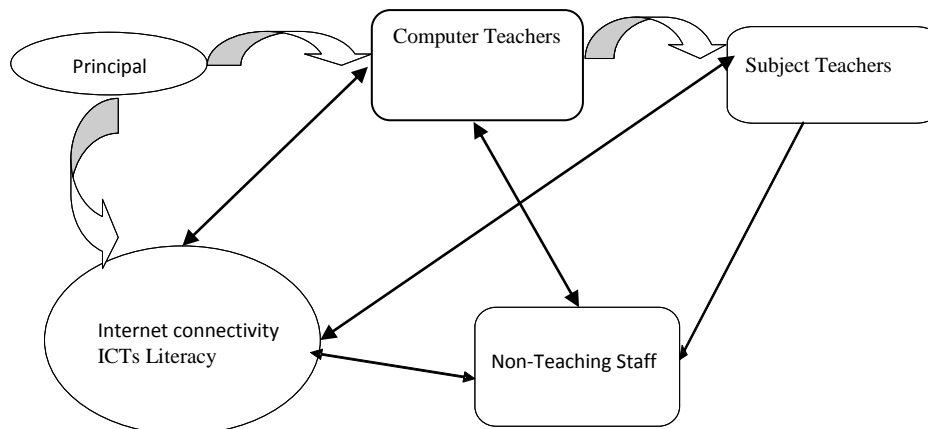 Computer Teachers
Principal
Subject Teachers
Internet connectivity
ICTs Literacy
Non-Teaching Staff